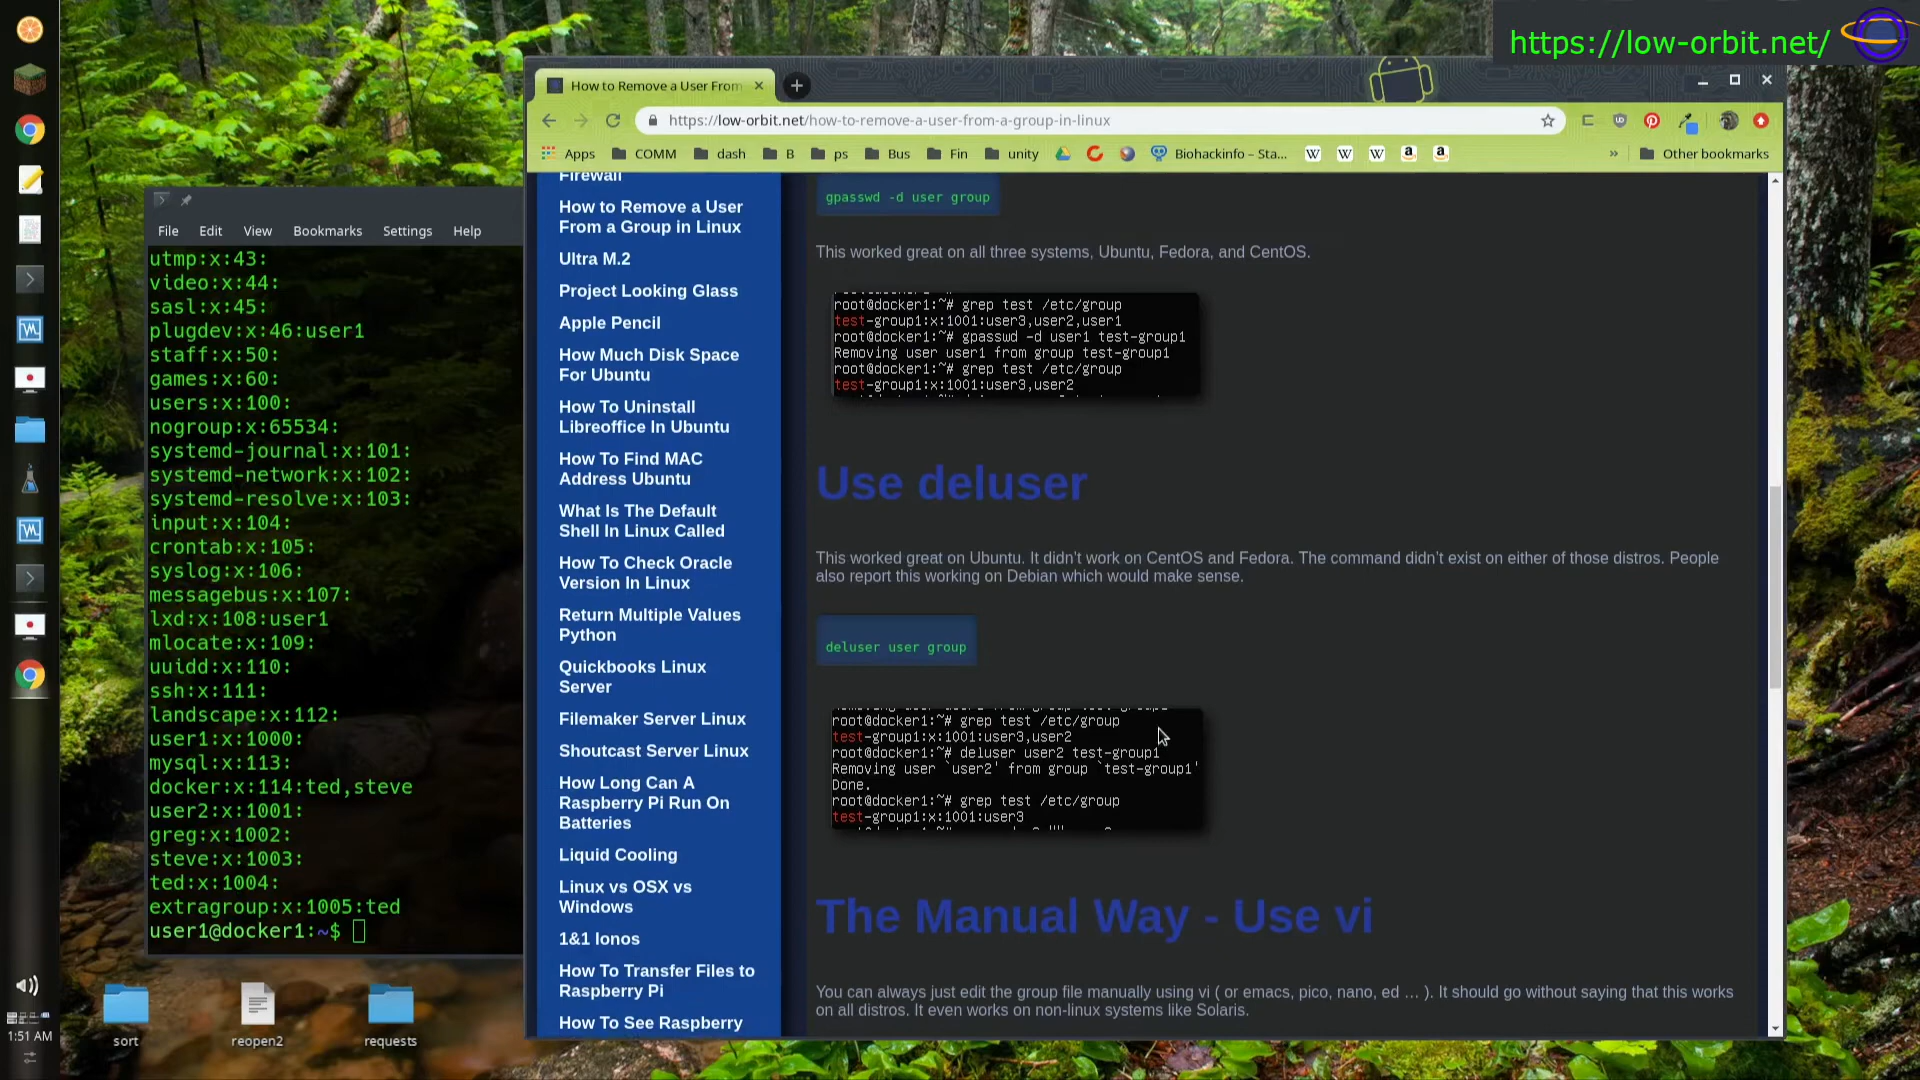 https://low-orbit.net/
How to Remove a User From
https://low-orbit.net/how-to-remove-a-user-from-a-group-in-linux
Apps
COMM
dash
B
ps
Bus
Fin
unity
Biohackinfo – Sta...
Other bookmarks
File Edit View Bookmarks Settings Help
utmp:x:43:
video:x:44:
sasl:x:45:
plugdev:x:46:user1
staff:x:50:
games:x:60:
users:x:100:
nogroup:x:65534:
systemd-journal:x:101:
systemd-network:x:102:
systemd-resolve:x:103:
input:x:104:
crontab:x:105:
syslog:x:106:
messagebus:x:107:
lxd:x:108:user1
mlocate:x:109:
uuidd:x:110:
ssh:x:111:
landscape:x:112:
user1:x:1000:
mysql:x:113:
docker:x:114:ted,steve
user2:x:1001:
greg:x:1002:
steve:x:1003:
ted:x:1004:
extragroup:x:1005:ted
user1@docker1:~$
Firewall
How to Remove a User
From a Group in Linux
Ultra M.2
Project Looking Glass
Apple Pencil
How Much Disk Space
For Ubuntu
How To Uninstall
Libreoffice In Ubuntu
How To Find MAC
Address Ubuntu
What Is The Default
Shell In Linux Called
How To Check Oracle
Version In Linux
Return Multiple Values
Python
Quickbooks Linux
Server
Filemaker Server Linux
Shoutcast Server Linux
How Long Can A
Raspberry Pi Run On
Batteries
Liquid Cooling
Linux vs OSX vs
Windows
1&1 Ionos
How To Transfer Files to
Raspberry Pi
How To See Raspberry
gpasswd -d user group
This worked great on all three systems, Ubuntu, Fedora, and CentOS.
root@docker1:~# grep test /etc/group
test-group1:x:1001:user3,user2,user1
root@docker1:~# gpasswd -d user1 test-group1
Removing user user1 from group test-group1
root@docker1:~# grep test /etc/group
test-group1:x:1001:user3,user2
Use deluser
This worked great on Ubuntu. It didn't work on CentOS and Fedora. The command didn't exist on either of those distros. People
also report this working on Debian which would make sense.
deluser user group
root@docker1:~# grep test /etc/group
test-group1:x:1001:user3,user2
root@docker1:~# deluser user2 test-group1
Removing user `user2' from group `test-group1'
Done.
root@docker1:~# grep test /etc/group
test-group1:x:1001:user3
The Manual Way - Use vi
You can always just edit the group file manually using vi ( or emacs, pico, nano, ed … ). It should go without saying that this works
on all distros. It even works on non-linux systems like Solaris.
1:51 AM
sort
reopen2
requests